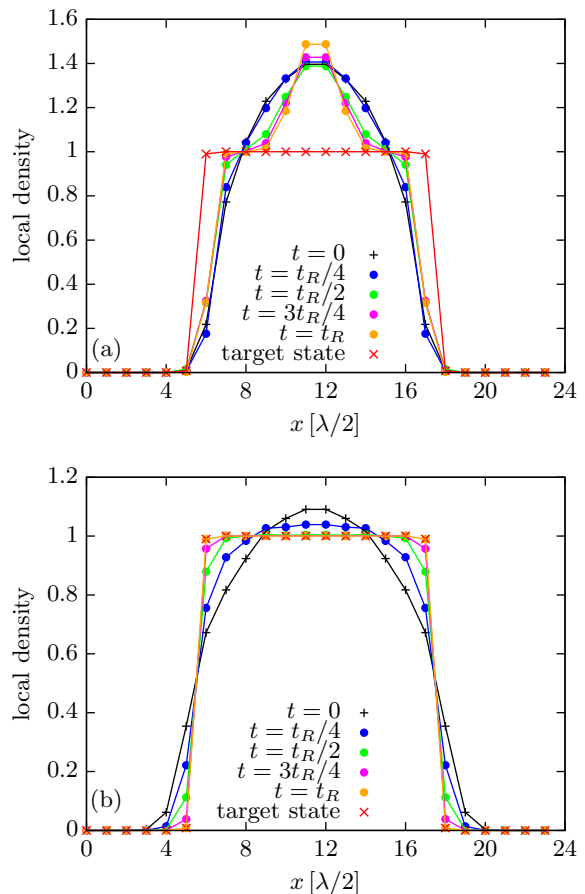 1.6
1.4
1.2
1
0.8
0.6
0.4
0.2
0
local density
t = 0
t = t_R/4
t = t_R/2
t = 3t_R/4
t = t_R
target state
(a)
0 4 8 12 16 20 24
x [λ/2]
1.2
1
0.8
0.6
0.4
0.2
0
local density
t = 0
t = t_R/4
t = t_R/2
t = 3t_R/4
t = t_R
target state
(b)
0 4 8 12 16 20 24
x [λ/2]